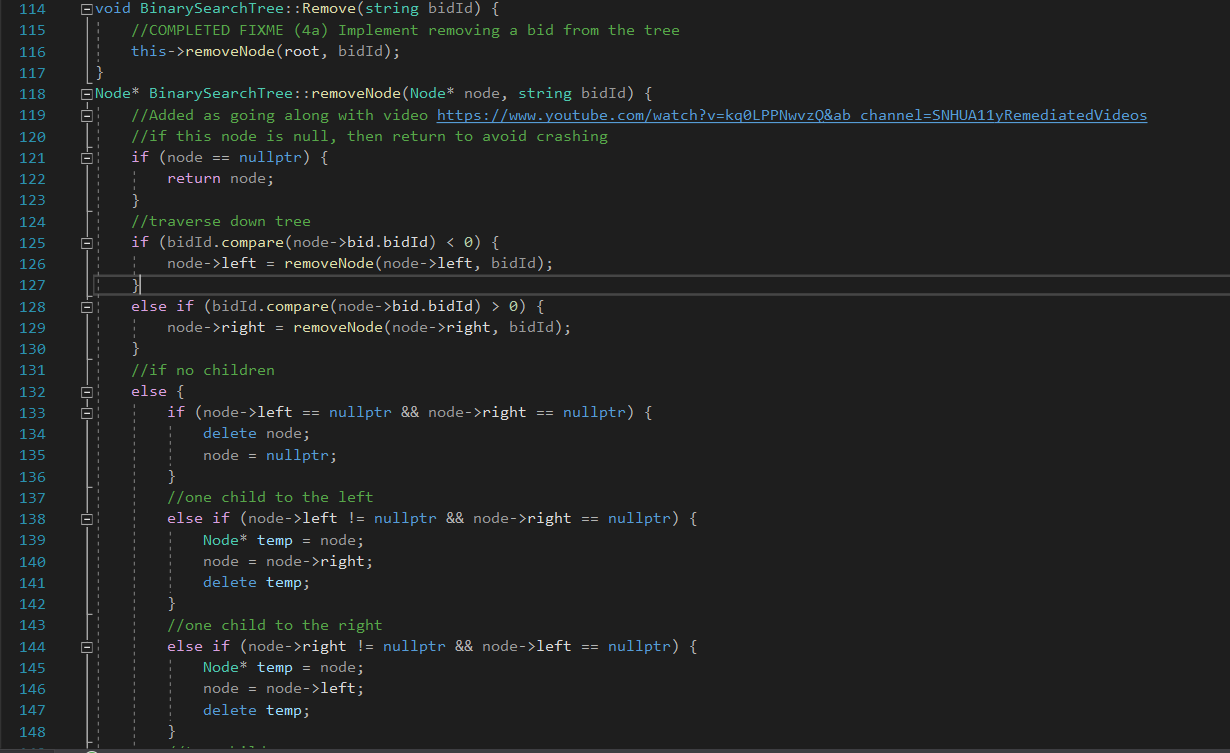 114 void BinarySearchTree::Remove(string bidId) {
115 //COMPLETED FIXME (4a) Implement removing a bid from the tree
116 this->removeNode(root, bidId);
117 }
118 Node* BinarySearchTree::removeNode(Node* node, string bidId) {
119 //Added as going along with video https://www.youtube.com/watch?v=kq0LPPNwvzQ&ab_channel=SNHUA11yRemediatedVideos
120 //if this node is null, then return to avoid crashing
121 if (node == nullptr) {
122 return node;
123 }
124 //traverse down tree
125 if (bidId.compare(node->bid.bidId) < 0) {
126 node->left = removeNode(node->left, bidId);
127 }
128 else if (bidId.compare(node->bid.bidId) > 0) {
129 node->right = removeNode(node->right, bidId);
130 }
131 //if no children
132 else {
133 if (node->left == nullptr && node->right == nullptr) {
134 delete node;
135 node = nullptr;
136 }
137 //one child to the left
138 else if (node->left != nullptr && node->right == nullptr) {
139 Node* temp = node;
140 node = node->right;
141 delete temp;
142 }
143 //one child to the right
144 else if (node->right != nullptr && node->left == nullptr) {
145 Node* temp = node;
146 node = node->left;
147 delete temp;
148 }